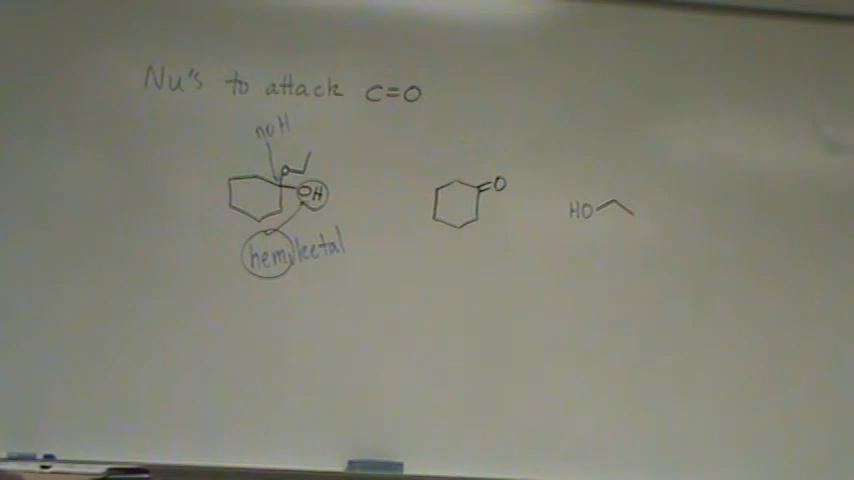 Nu's to attack C=O
no H
O
OH
O
HO
hemiketal